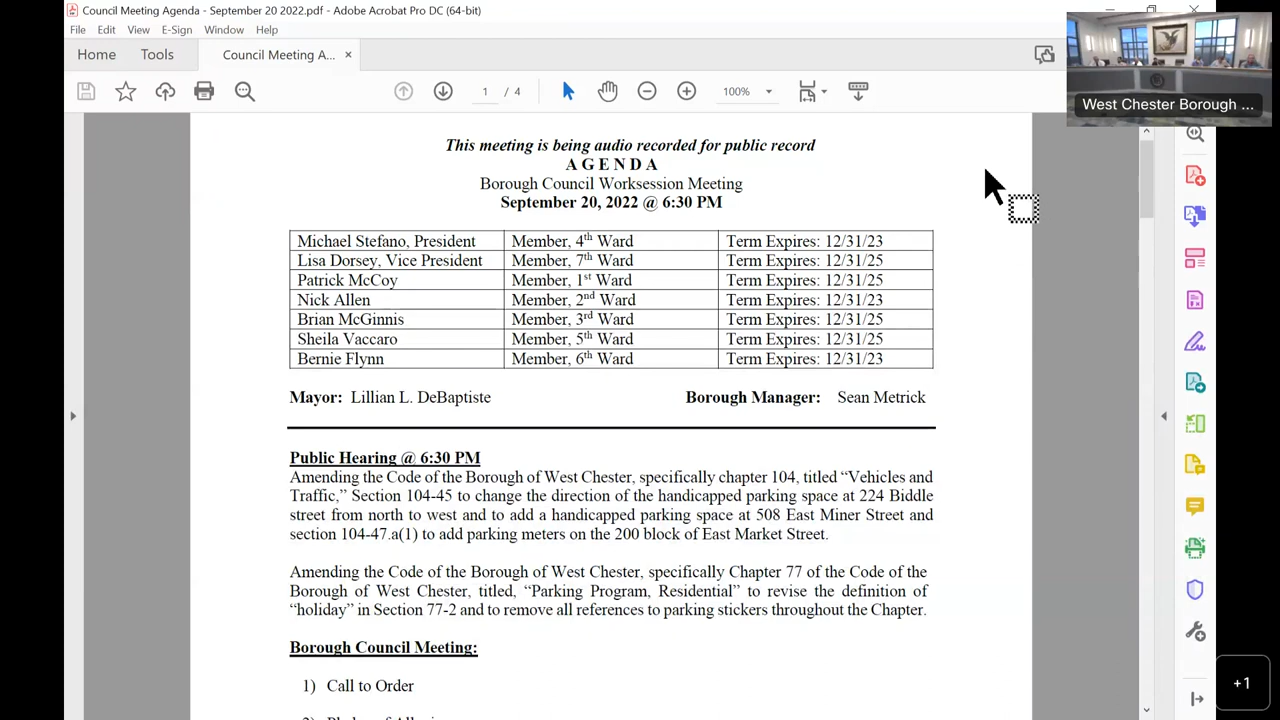 Council Meeting Agenda - September 20 2022.pdf - Adobe Acrobat Pro DC (64-bit)
File Edit View E-Sign Window Help
Home Tools Council Meeting A... ×
1 / 4 100%
West Chester Borough ...
This meeting is being audio recorded for public record
A G E N D A
Borough Council Worksession Meeting
September 20, 2022 @ 6:30 PM
Michael Stefano, President Member, 4th Ward Term Expires: 12/31/23
Lisa Dorsey, Vice President Member, 7th Ward Term Expires: 12/31/25
Patrick McCoy Member, 1st Ward Term Expires: 12/31/25
Nick Allen Member, 2nd Ward Term Expires: 12/31/23
Brian McGinnis Member, 3rd Ward Term Expires: 12/31/25
Sheila Vaccaro Member, 5th Ward Term Expires: 12/31/25
Bernie Flynn Member, 6th Ward Term Expires: 12/31/23
Mayor: Lillian L. DeBaptiste Borough Manager: Sean Metrick
Public Hearing @ 6:30 PM
Amending the Code of the Borough of West Chester, specifically chapter 104, titled “Vehicles and
Traffic,” Section 104-45 to change the direction of the handicapped parking space at 224 Biddle
street from north to west and to add a handicapped parking space at 508 East Miner Street and
section 104-47.a(1) to add parking meters on the 200 block of East Market Street.
Amending the Code of the Borough of West Chester, specifically Chapter 77 of the Code of the
Borough of West Chester, titled, “Parking Program, Residential” to revise the definition of
“holiday” in Section 77-2 and to remove all references to parking stickers throughout the Chapter.
Borough Council Meeting:
1) Call to Order
+1